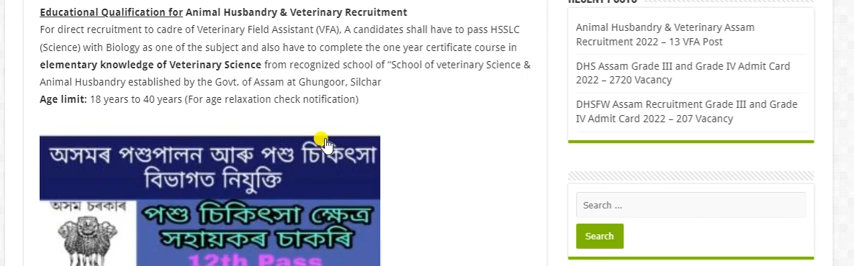 Educational Qualification for Animal Husbandry & Veterinary Recruitment
For direct recruitment to cadre of Veterinary Field Assistant (VFA), A candidates shall have to pass HSSLC
(Science) with Biology as one of the subject and also have to complete the one year certificate course in
elementary knowledge of Veterinary Science from recognized school of “School of veterinary Science &
Animal Husbandry established by the Govt. of Assam at Ghungoor, Silchar
Age limit: 18 years to 40 years (For age relaxation check notification)
অসমৰ পশুপালন আৰু পশু চিকিৎসা
বিভাগত নিযুক্তি
অসম চৰকাৰ
পশু চিকিৎসা ক্ষেত্ৰ
সহায়কৰ চাকৰি
12th Pass
RECENT POSTS
Animal Husbandry & Veterinary Assam
Recruitment 2022 – 13 VFA Post
DHS Assam Grade III and Grade IV Admit Card
2022 – 2720 Vacancy
DHSFW Assam Recruitment Grade III and Grade
IV Admit Card 2022 – 207 Vacancy
Search ...
Search